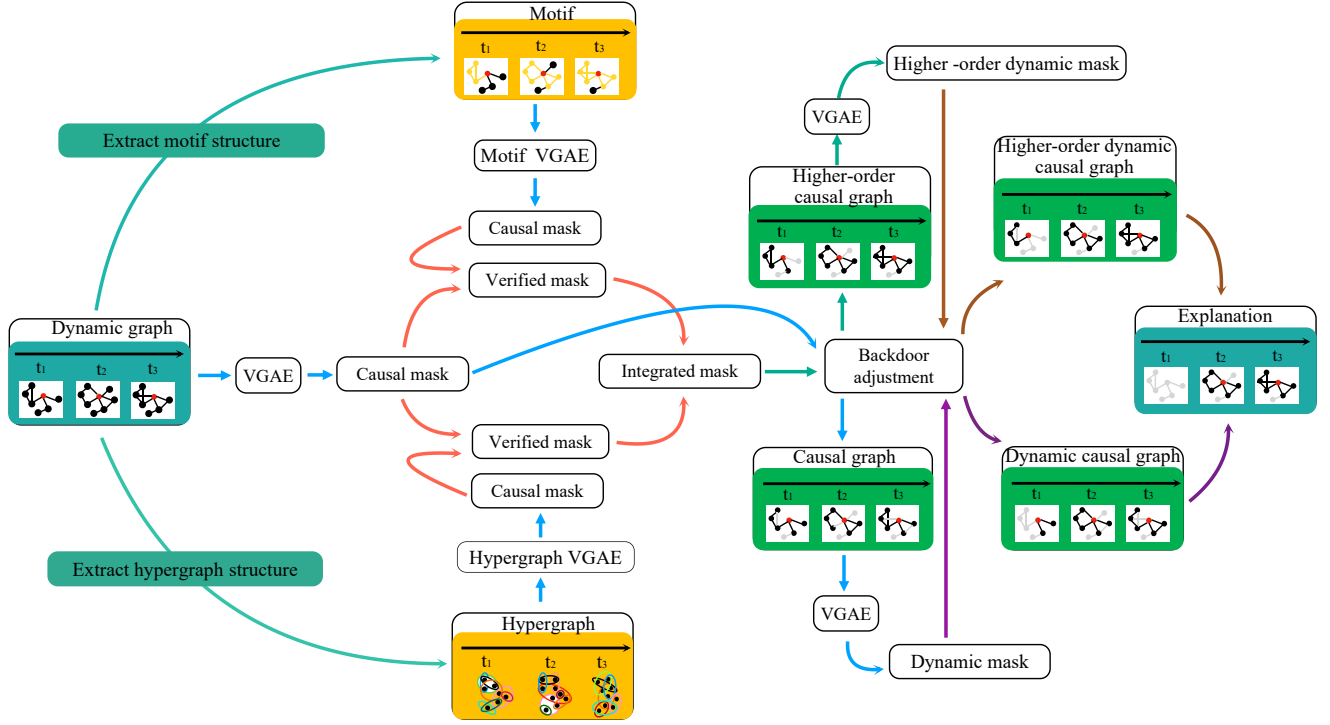 Motif
t1 t2 t3
Extract motif structure
Motif VGAE
Causal mask
Verified mask
Dynamic graph
t1 t2 t3
VGAE
Causal mask
Integrated mask
Verified mask
Causal mask
Hypergraph VGAE
Extract hypergraph structure
Hypergraph
t1 t2 t3
Higher -order dynamic mask
VGAE
Higher-order
causal graph
t1 t2 t3
Backdoor
adjustment
Causal graph
t1 t2 t3
VGAE
Dynamic mask
Higher-order dynamic
causal graph
t1 t2 t3
Dynamic causal graph
t1 t2 t3
Explanation
t1 t2 t3